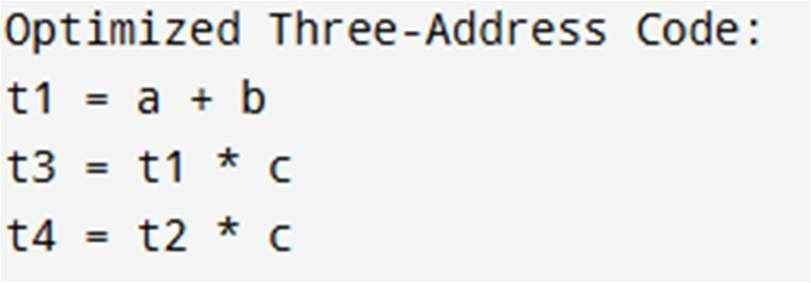 Optimized Three-Address Code:
t1 = a + b
t3 = t1 * c
t4 = t2 * c